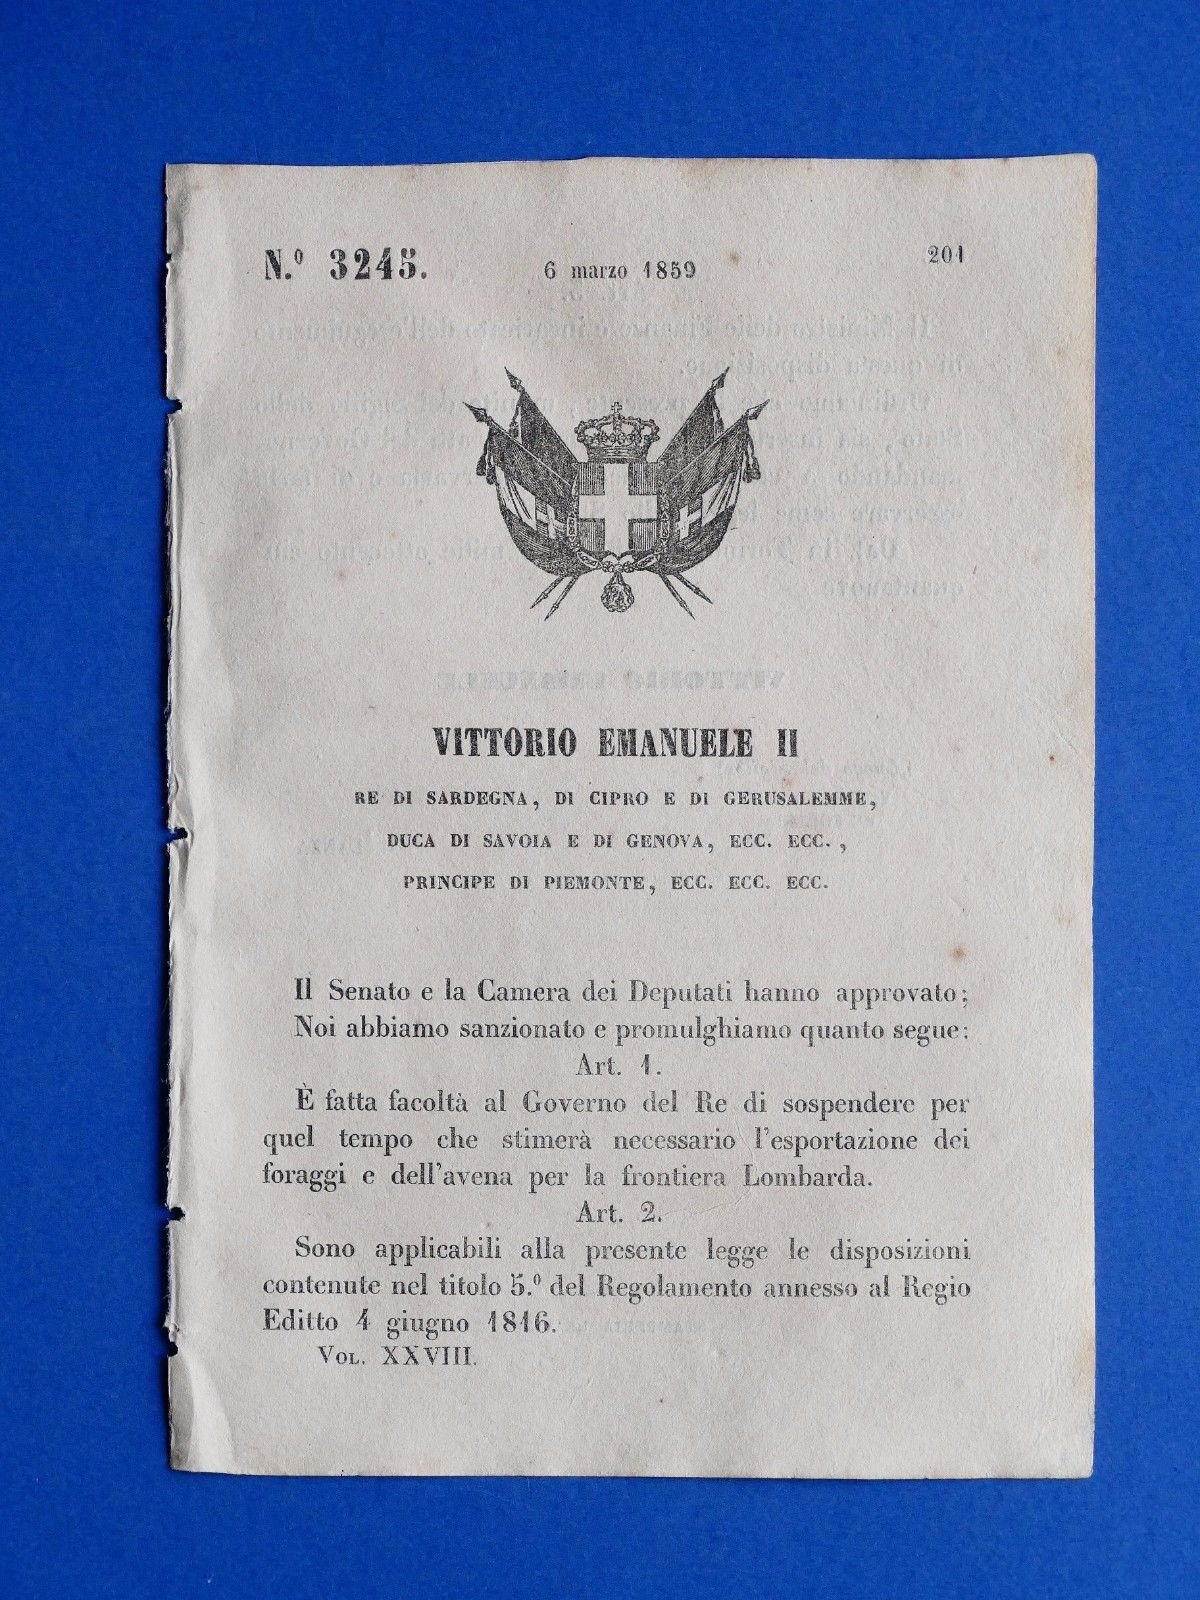 N.º 3245.
6 marzo 1859
201
VITTORIO EMANUELE II
RE DI SARDEGNA, DI CIPRO E DI GERUSALEMME,
DUCA DI SAVOIA E DI GENOVA, ECC. ECC.,
PRINCIPE DI PIEMONTE, ECC. ECC. ECC.
Il Senato e la Camera dei Deputati hanno approvato;
Noi abbiamo sanzionato e promulghiamo quanto segue:
Art. 1.
È fatta facoltà al Governo del Re di sospendere per
quel tempo che stimerà necessario l'esportazione dei
foraggi e dell'avena per la frontiera Lombarda.
Art. 2.
Sono applicabili alla presente legge le disposizioni
contenute nel titolo 5.º del Regolamento annesso al Regio
Editto 4 giugno 1816.
VOL. XXVIII.